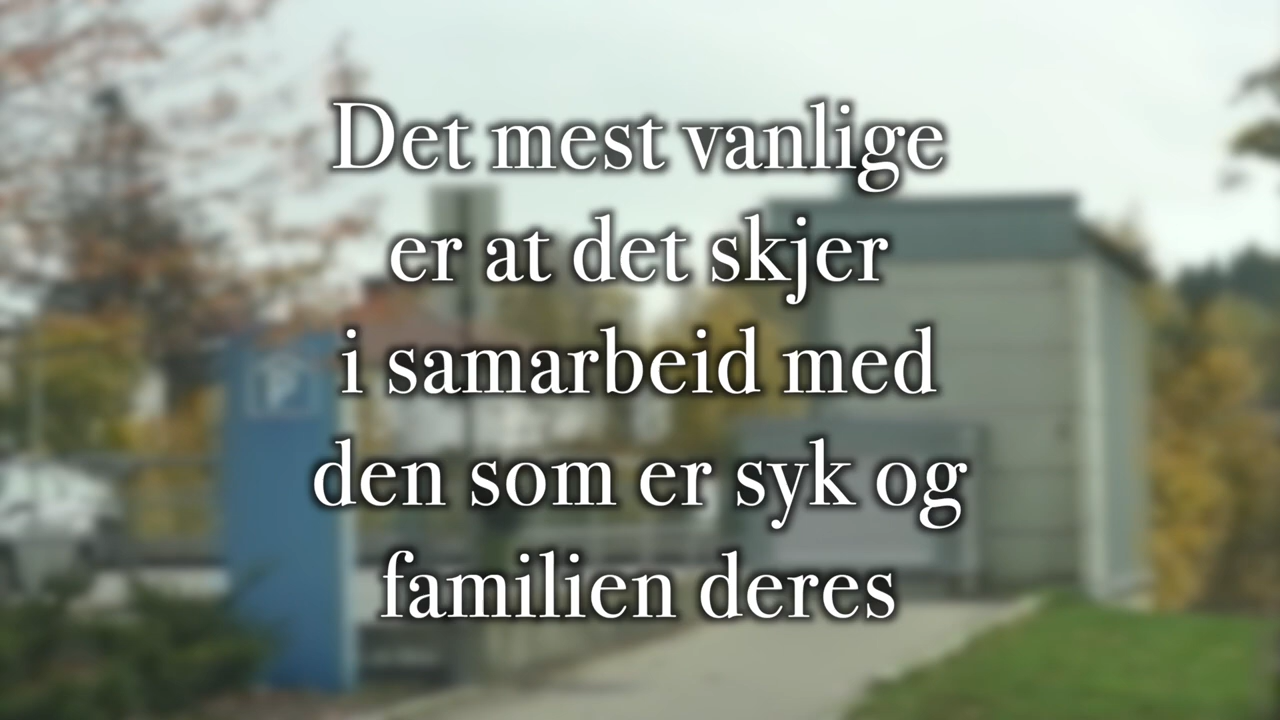 Det mest vanlige
er at det skjer
i samarbeid med
den som er syk og
familien deres
P